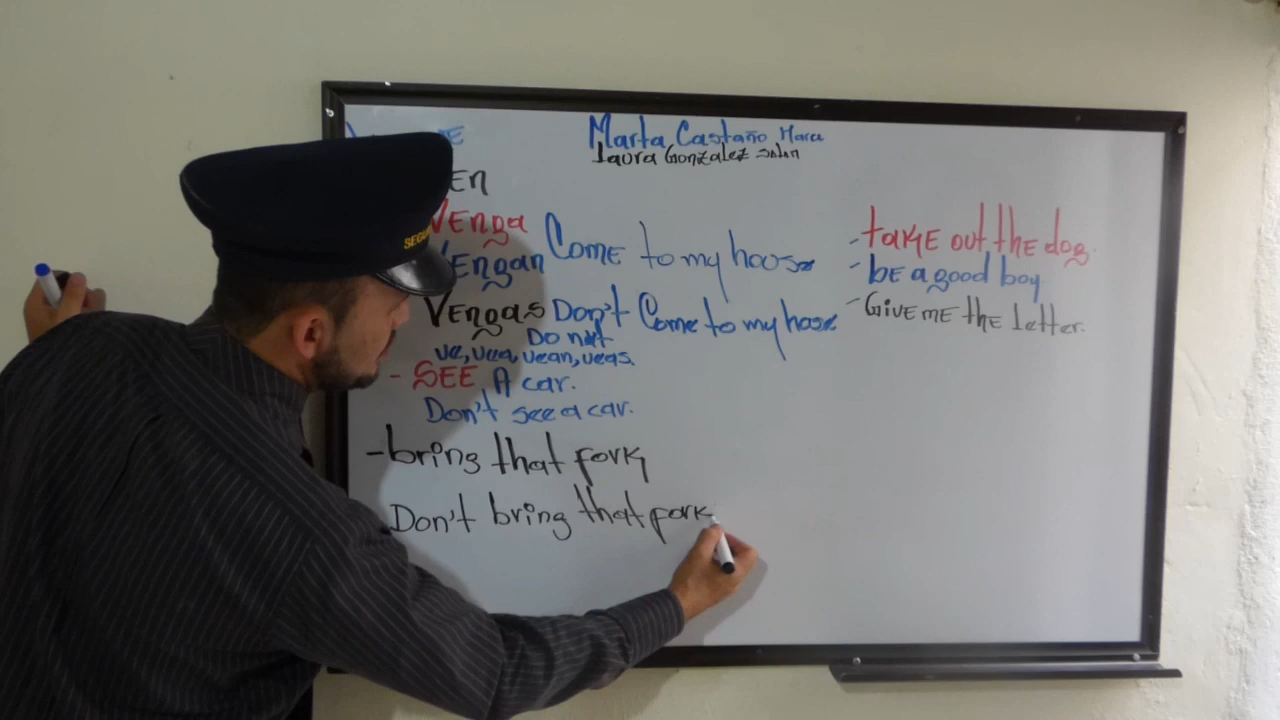 Marta Castaño Mora
Laura Gonzalez
En
Venga
Vengan Come to my house
Vengas Don't Come to my house
Do not
ve, vea, vean, veas.
- SEE A car.
Don't see a car.
- bring that fork
Don't bring that fork
- take out the dog.
- be a good boy
- Give me the letter.
SEGU